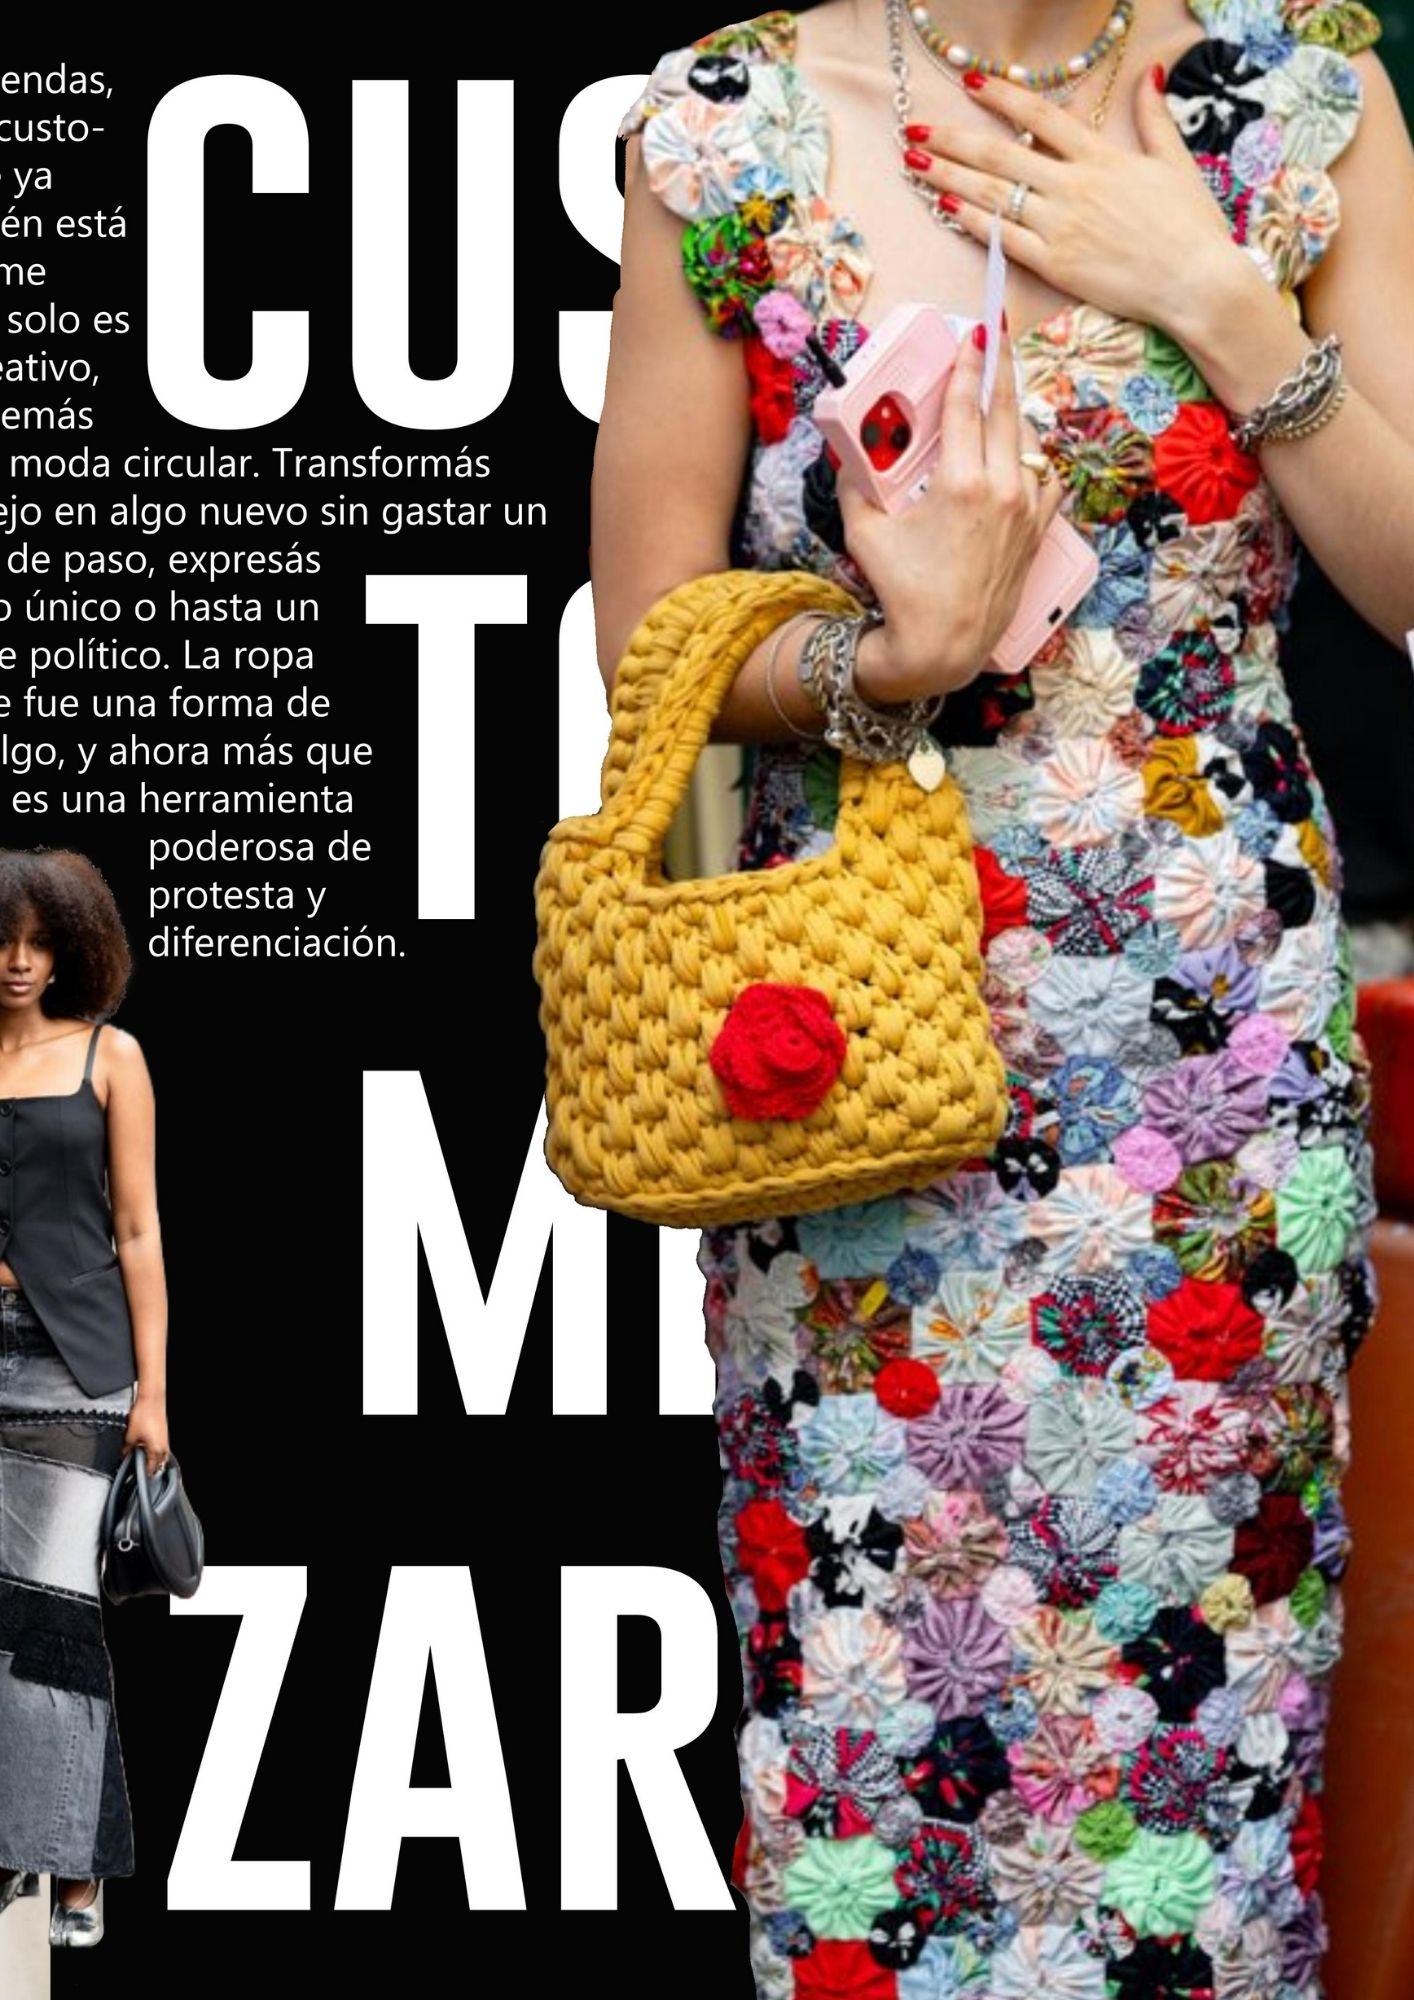 endas,
custo-
ya
én está
me
solo es
eativo,
emás
moda circular. Transformás
ejo en algo nuevo sin gastar un
de paso, expresás
o único o hasta un
e político. La ropa
e fue una forma de
lgo, y ahora más que
es una herramienta
poderosa de
protesta y
diferenciación.
CUS
TO
MI
ZAR